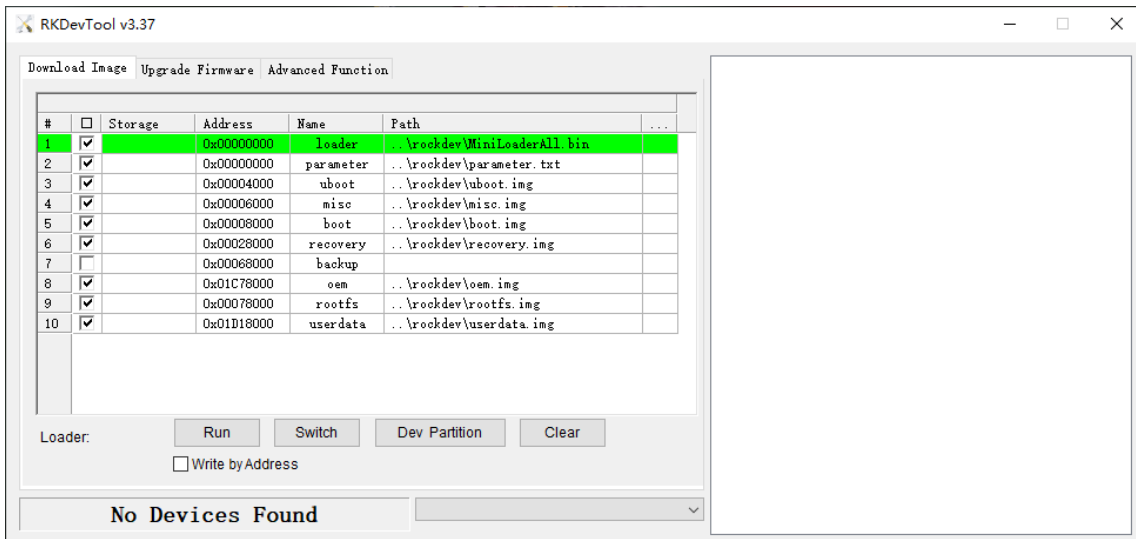 RKDevTool v3.37
Download Image Upgrade Firmware Advanced Function
# Storage Address Name Path ...
1 0x00000000 loader ..\rockdev\MiniLoaderAll.bin
2 0x00000000 parameter ..\rockdev\parameter.txt
3 0x00004000 uboot ..\rockdev\uboot.img
4 0x00006000 misc ..\rockdev\misc.img
5 0x00008000 boot ..\rockdev\boot.img
6 0x00028000 recovery ..\rockdev\recovery.img
7 0x00068000 backup
8 0x01C78000 oem ..\rockdev\oem.img
9 0x00078000 rootfs ..\rockdev\rootfs.img
10 0x01D18000 userdata ..\rockdev\userdata.img
Loader: Run Switch Dev Partition Clear
Write by Address
No Devices Found